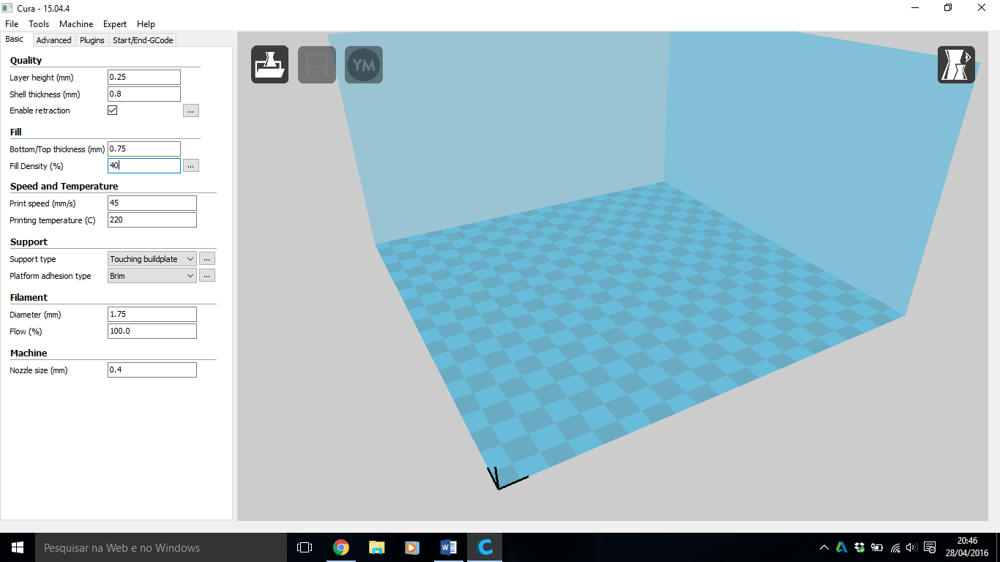 Cura - 15.04.4
File Tools Machine Expert Help
Basic Advanced Plugins Start/End-GCode
Quality
Layer height (mm) 0.25
Shell thickness (mm) 0.8
Enable retraction ...
Fill
Bottom/Top thickness (mm) 0.75
Fill Density (%) 40 ...
Speed and Temperature
Print speed (mm/s) 45
Printing temperature (C) 220
Support
Support type Touching buildplate ...
Platform adhesion type Brim ...
Filament
Diameter (mm) 1.75
Flow (%) 100.0
Machine
Nozzle size (mm) 0.4
YM
Pesquisar na Web e no Windows
20:46
28/04/2016